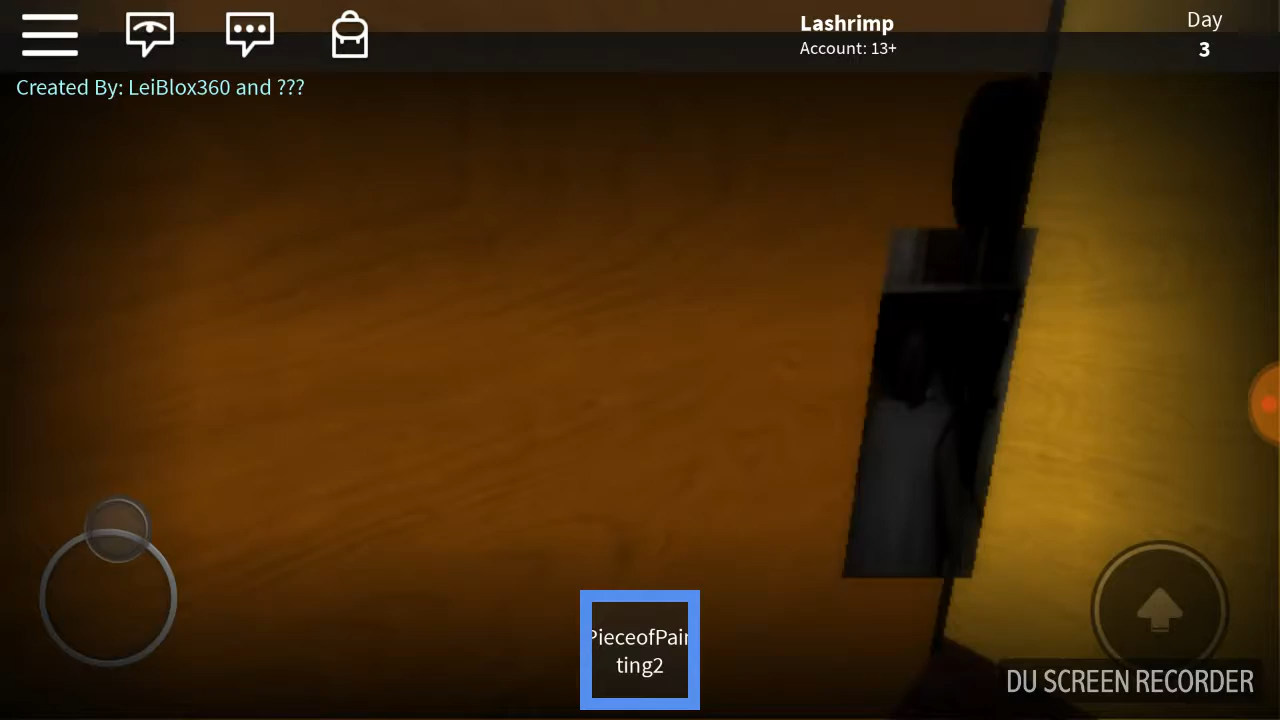 Lashrimp
Account: 13+
Day
3
Created By: LeiBlox360 and ???
PieceofPain
ting2
DU SCREEN RECORDER